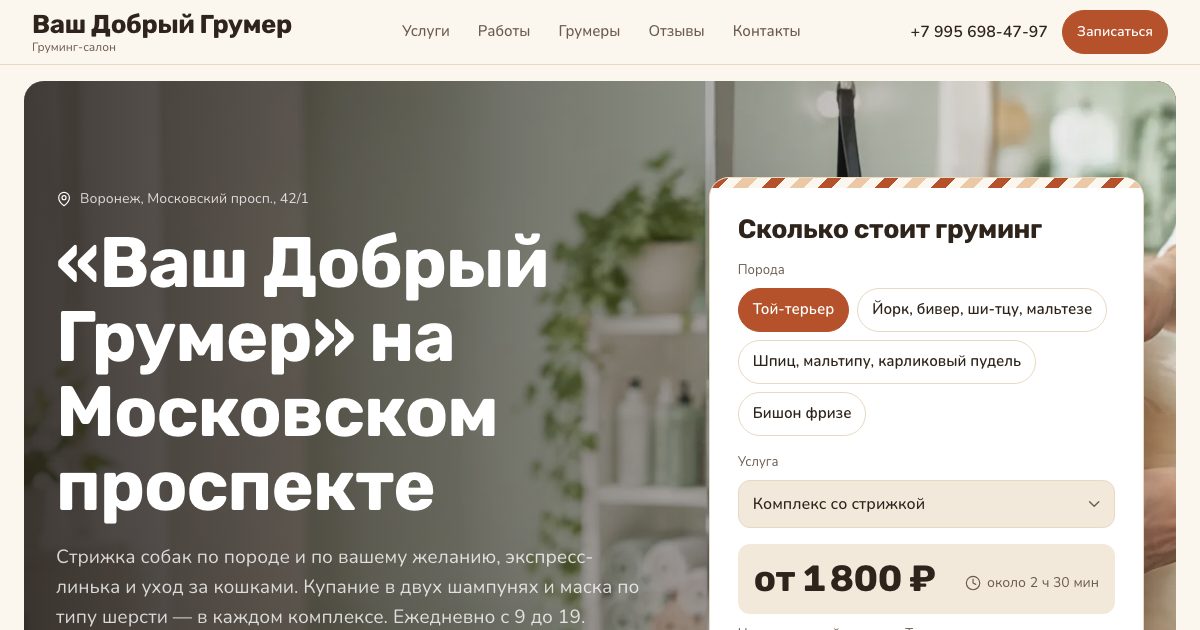 Ваш Добрый Грумер
Груминг-салон
Услуги
Работы
Грумеры
Отзывы
Контакты
+7 995 698-47-97
Записаться
Воронеж, Московский просп., 42/1
«Ваш Добрый
Грумер» на
Московском
проспекте
Стрижка собак по породе и по вашему желанию, экспресс-
линька и уход за кошками. Купание в двух шампунях и маска по
типу шерсти — в каждом комплексе. Ежедневно с 9 до 19.
Сколько стоит груминг
Порода
Той-терьер
Йорк, бивер, ши-тцу, мальтезе
Шпиц, мальтипу, карликовый пудель
Бишон фризе
Услуга
Комплекс со стрижкой
от 1 800 ₽
около 2 ч 30 мин